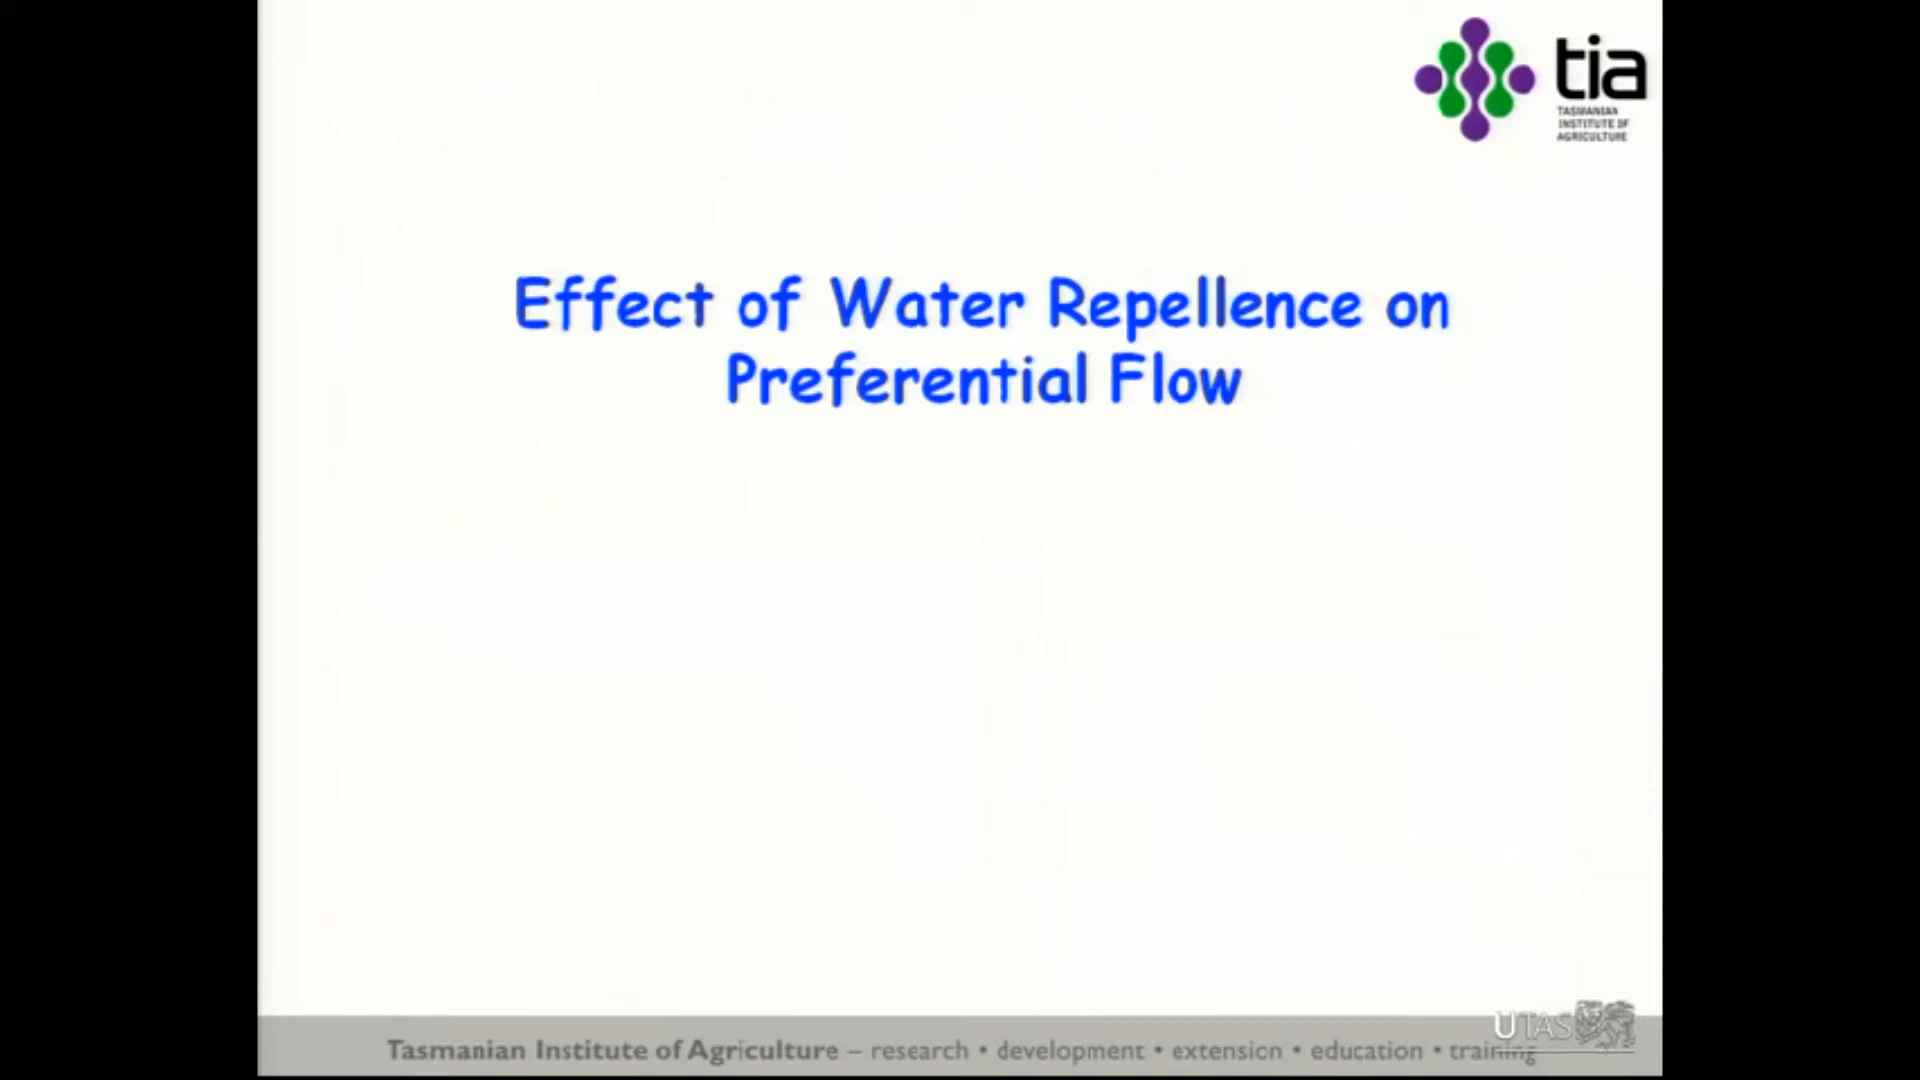 tia
TASMANIAN
INSTITUTE OF
AGRICULTURE
Effect of Water Repellence on
Preferential Flow
UTAS
Tasmanian Institute of Agriculture – research • development • extension • education • training